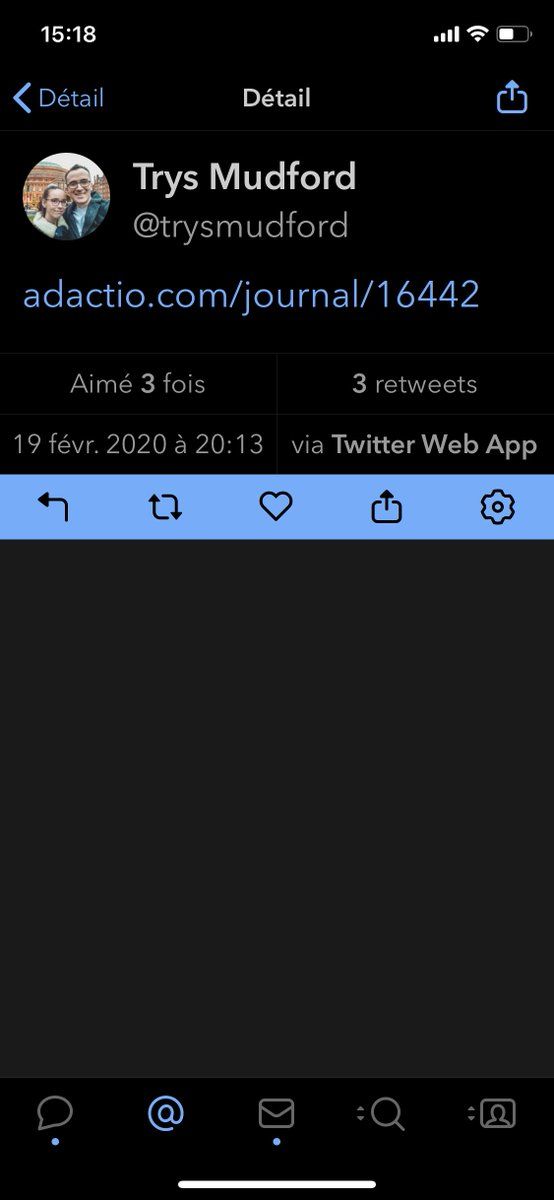 15:18
Détail
Détail
Trys Mudford
@trysmudford
adactio.com/journal/16442
Aimé 3 fois
3 retweets
19 févr. 2020 à 20:13
via Twitter Web App